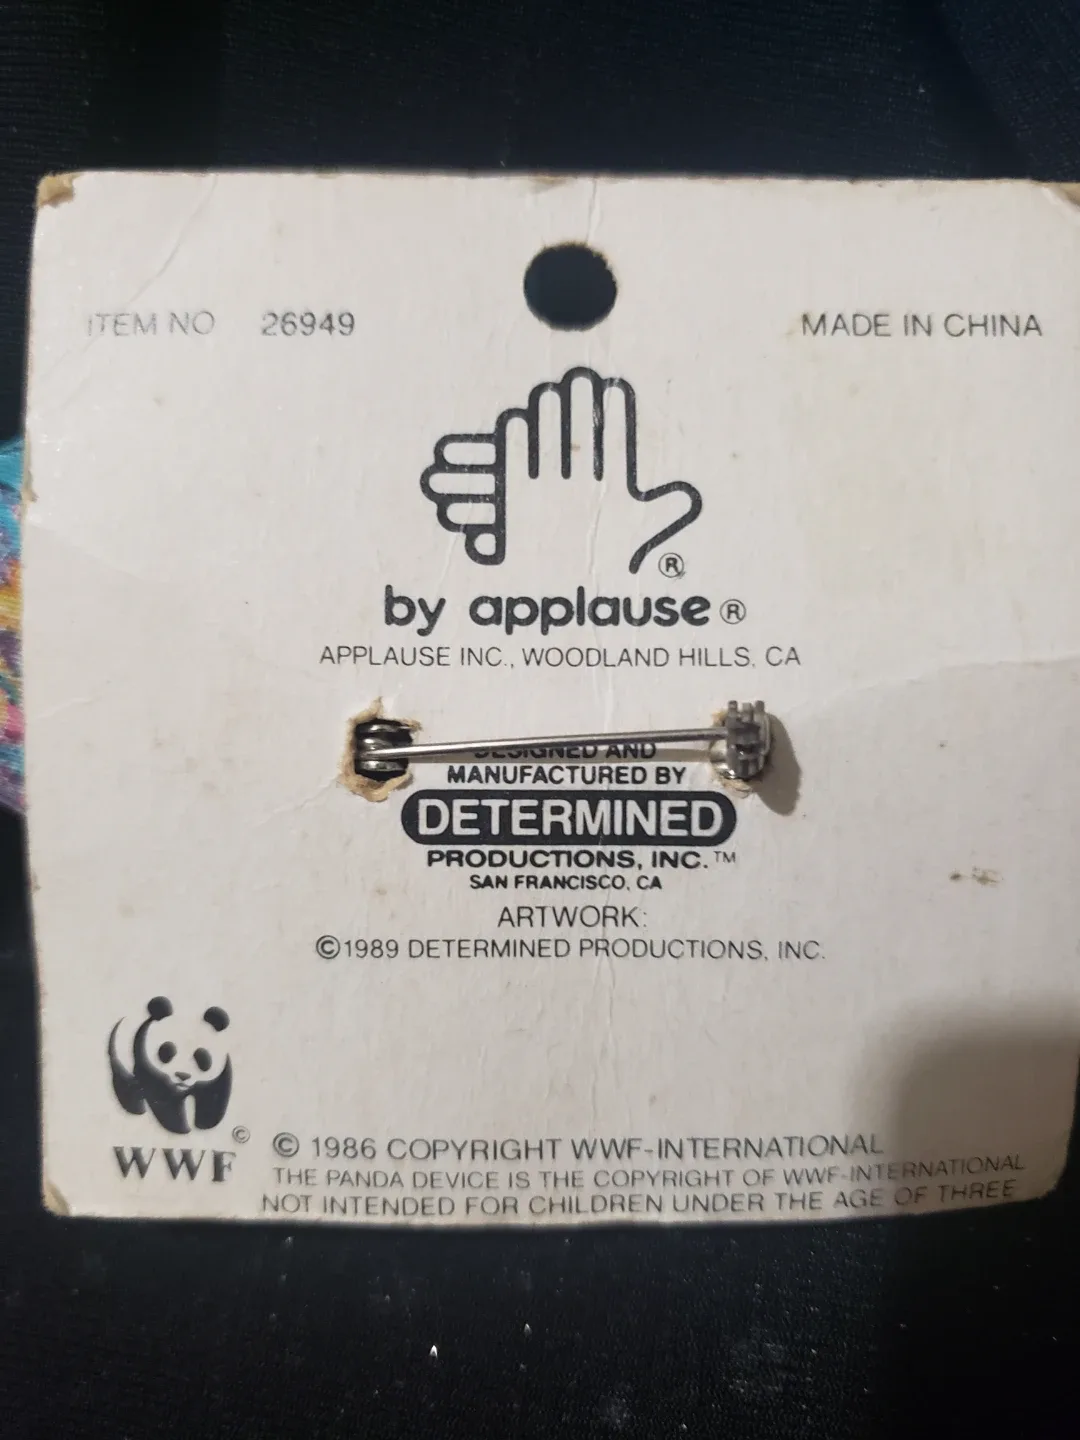 ITEM NO 26949
MADE IN CHINA
®
by applause ®
APPLAUSE INC., WOODLAND HILLS, CA
DESIGNED AND
MANUFACTURED BY
DETERMINED
PRODUCTIONS, INC.™
SAN FRANCISCO, CA
ARTWORK:
©1989 DETERMINED PRODUCTIONS, INC.
©
WWF
© 1986 COPYRIGHT WWF-INTERNATIONAL
THE PANDA DEVICE IS THE COPYRIGHT OF WWF-INTERNATIONAL
NOT INTENDED FOR CHILDREN UNDER THE AGE OF THREE